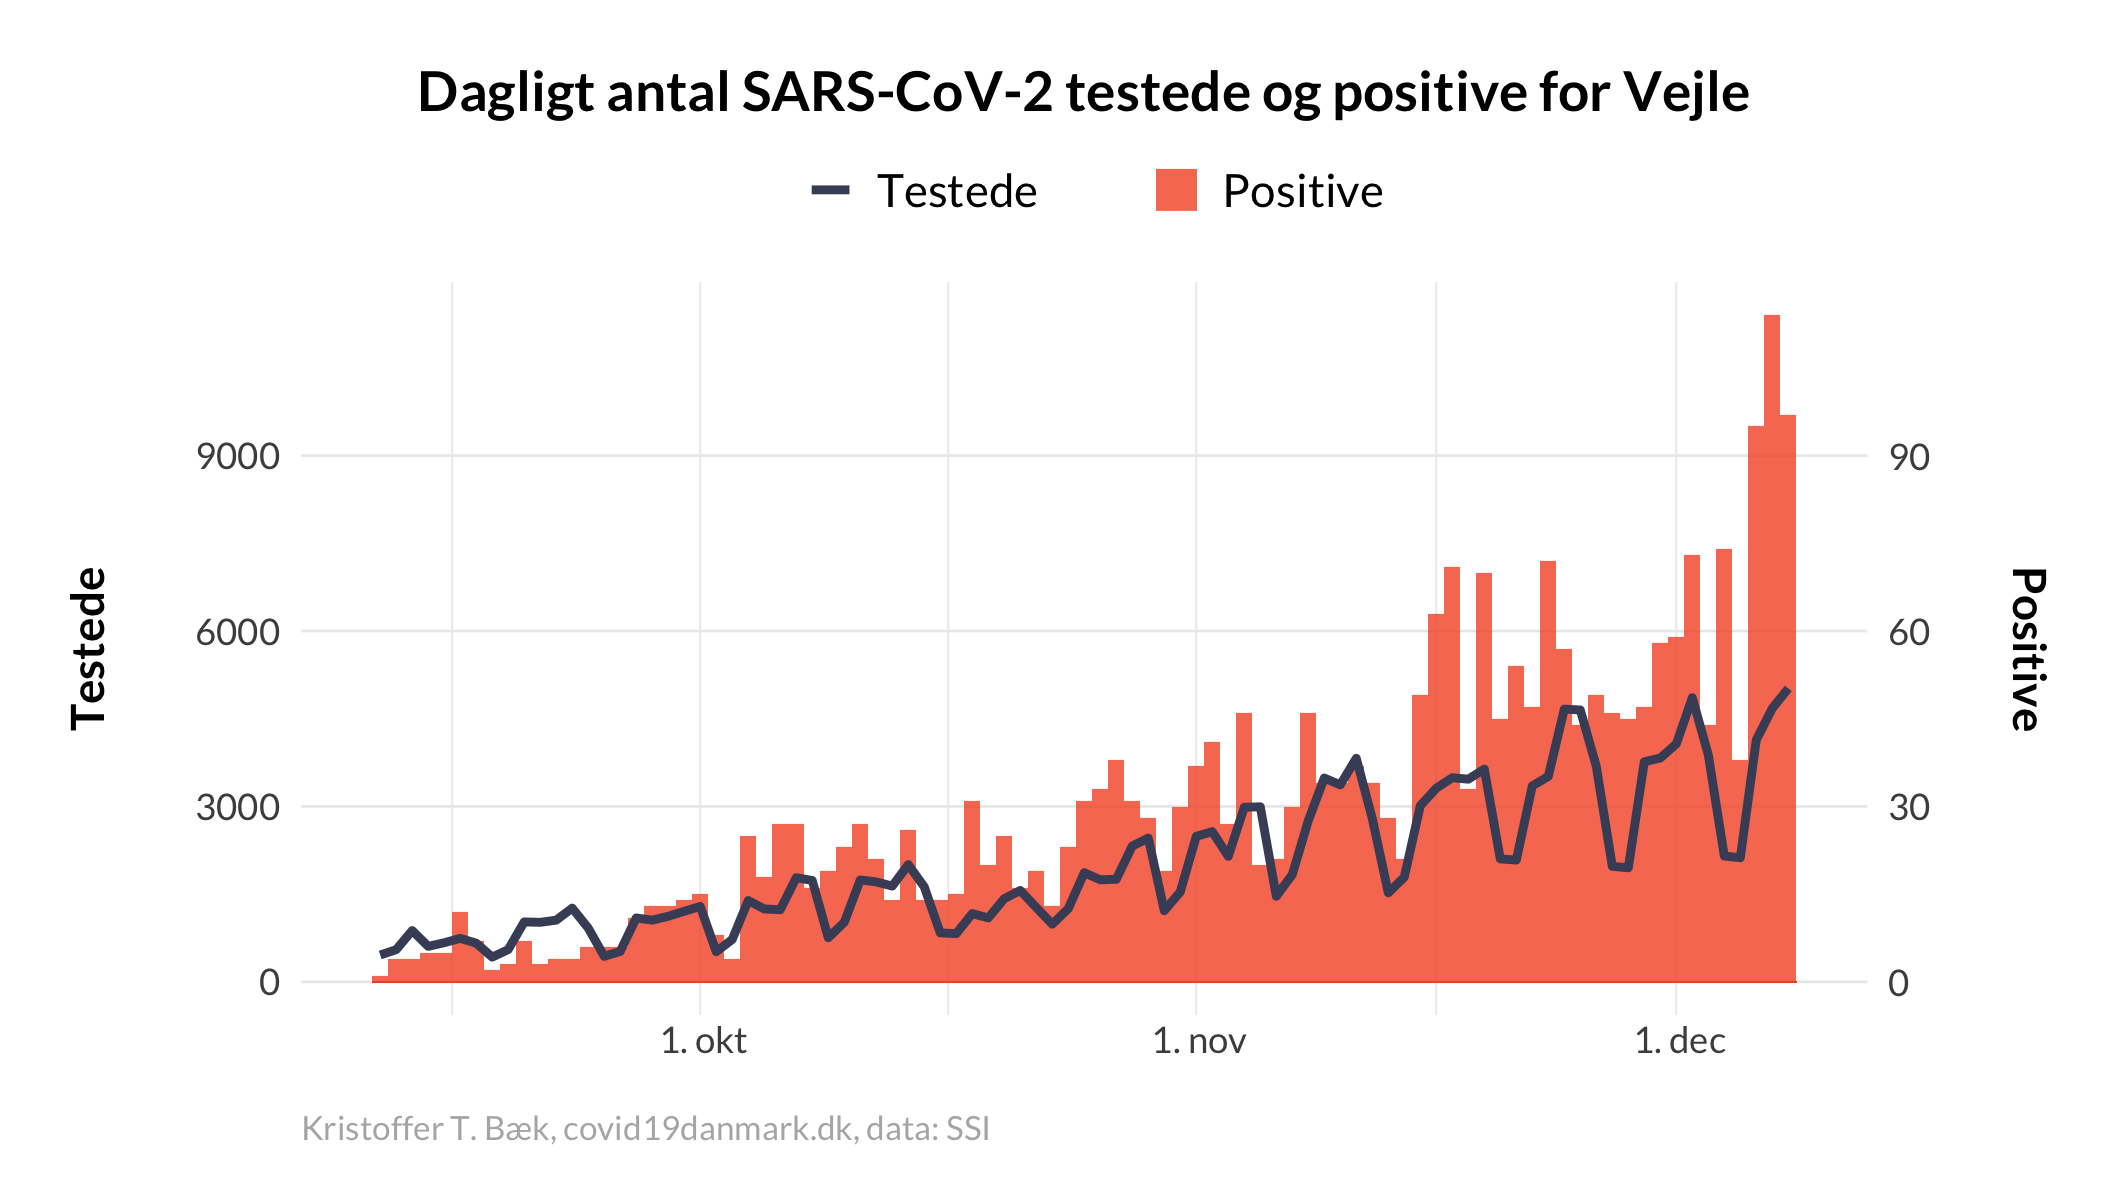 Dagligt antal SARS-CoV-2 testede og positive for Vejle
Testede
Positive
Testede
9000
6000
3000
0
90
60
30
0
Positive
1. okt
1. nov
1. dec
Kristoffer T. Bæk, covid19danmark.dk, data: SSI